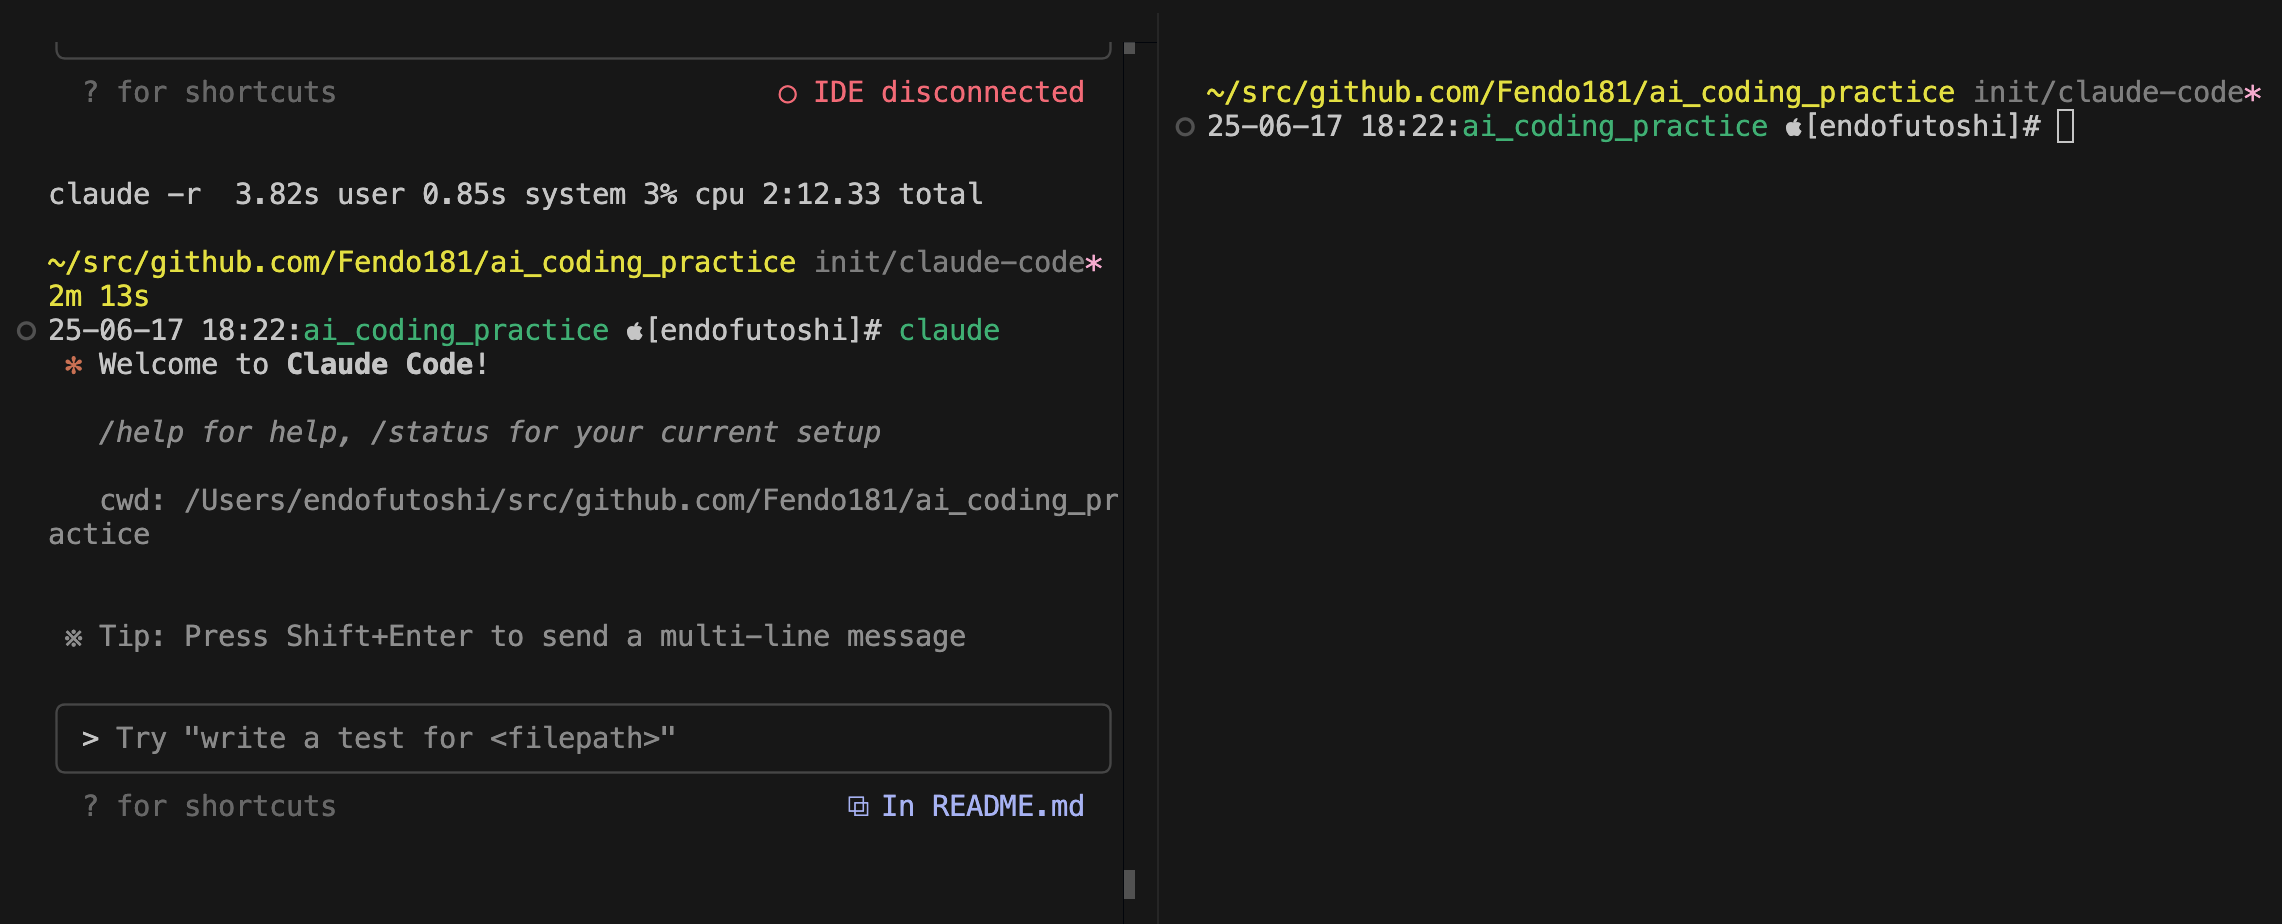 ? for shortcuts ○ IDE disconnected
claude -r  3.82s user 0.85s system 3% cpu 2:12.33 total
~/src/github.com/Fendo181/ai_coding_practice init/claude-code*
2m 13s
25-06-17 18:22:ai_coding_practice [endofutoshi]# claude
✻ Welcome to Claude Code!
/help for help, /status for your current setup
cwd: /Users/endofutoshi/src/github.com/Fendo181/ai_coding_pr
actice
※ Tip: Press Shift+Enter to send a multi-line message
> Try "write a test for <filepath>"
? for shortcuts ⧉ In README.md
~/src/github.com/Fendo181/ai_coding_practice init/claude-code*
25-06-17 18:22:ai_coding_practice [endofutoshi]#